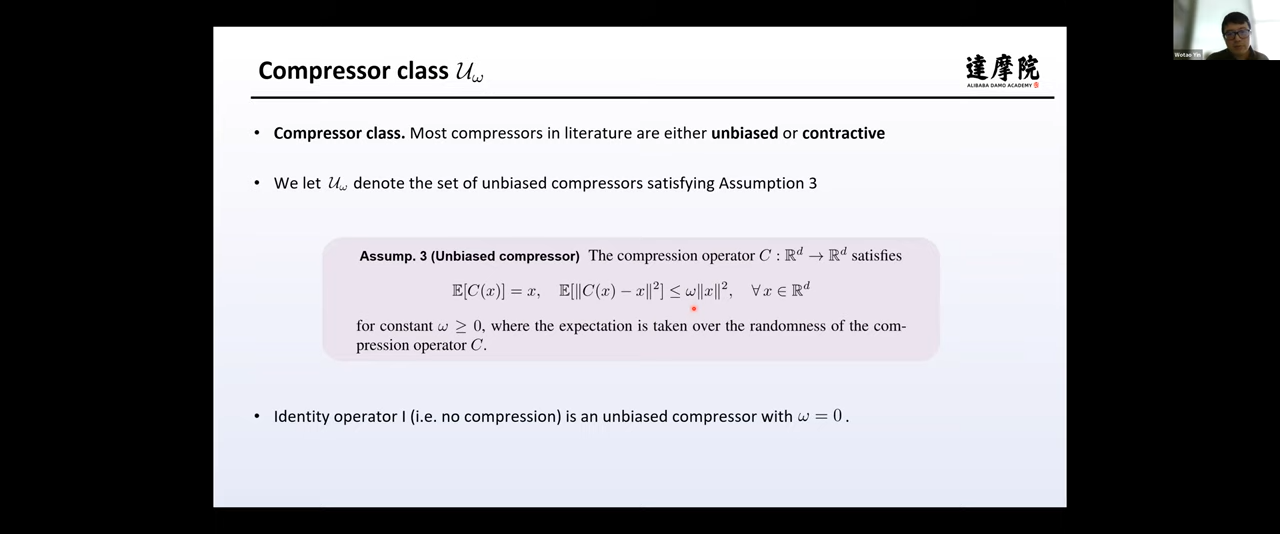 Compressor class 𝒰_ω
達摩院
ALIBABA DAMO ACADEMY
Wotao Yin
• Compressor class. Most compressors in literature are either unbiased or contractive
• We let 𝒰_ω denote the set of unbiased compressors satisfying Assumption 3
Assump. 3 (Unbiased compressor) The compression operator C : ℝ^d → ℝ^d satisfies
𝔼[C(x)] = x, 𝔼[‖C(x) − x‖²] ≤ ω‖x‖², ∀ x ∈ ℝ^d
for constant ω ≥ 0, where the expectation is taken over the randomness of the com-
pression operator C.
• Identity operator I (i.e. no compression) is an unbiased compressor with ω = 0 .